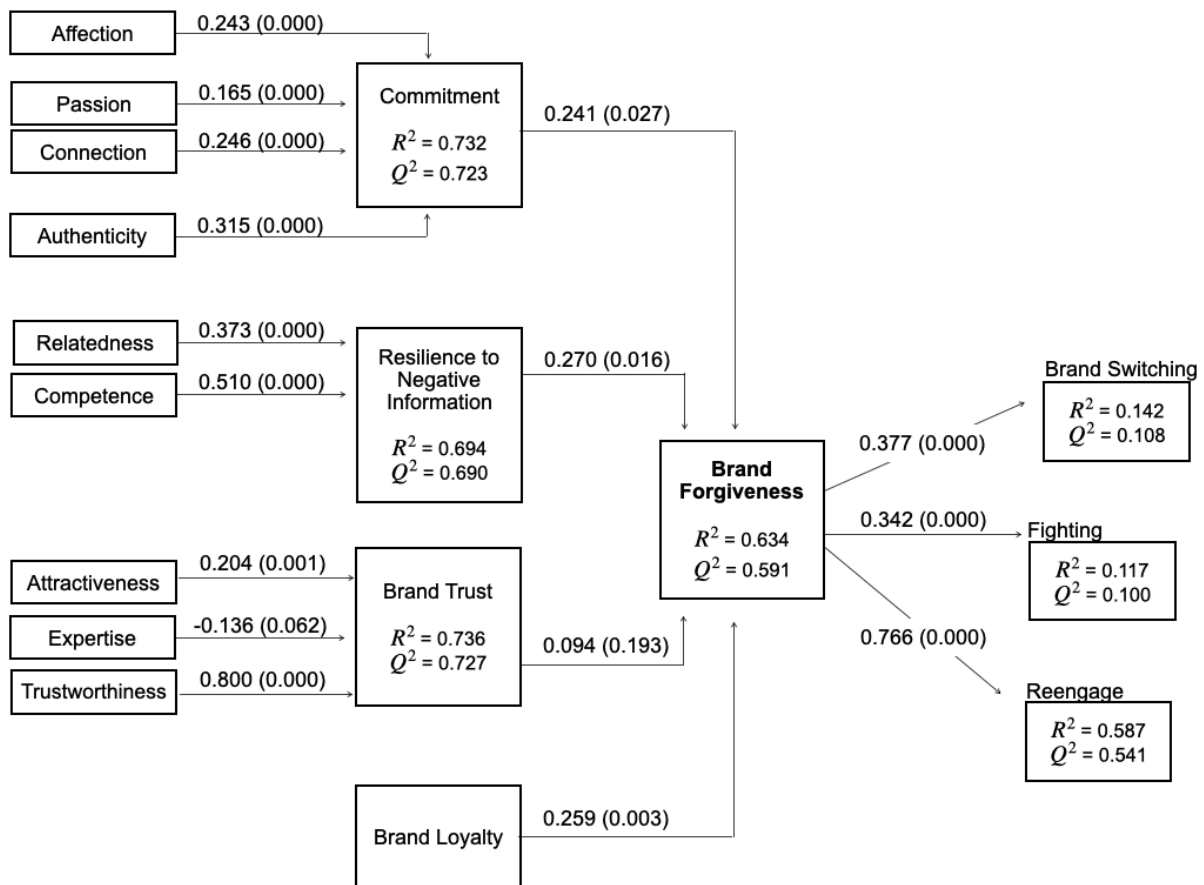 Affection
0.243 (0.000)
Passion
0.165 (0.000)
Connection
0.246 (0.000)
Authenticity
0.315 (0.000)
Commitment
R² = 0.732
Q² = 0.723
0.241 (0.027)
Relatedness
0.373 (0.000)
Competence
0.510 (0.000)
Resilience to
Negative
Information
R² = 0.694
Q² = 0.690
0.270 (0.016)
Attractiveness
0.204 (0.001)
Expertise
-0.136 (0.062)
Trustworthiness
0.800 (0.000)
Brand Trust
R² = 0.736
Q² = 0.727
0.094 (0.193)
Brand Loyalty
0.259 (0.003)
Brand
Forgiveness
R² = 0.634
Q² = 0.591
0.377 (0.000)
Brand Switching
R² = 0.142
Q² = 0.108
0.342 (0.000)
Fighting
R² = 0.117
Q² = 0.100
0.766 (0.000)
Reengage
R² = 0.587
Q² = 0.541